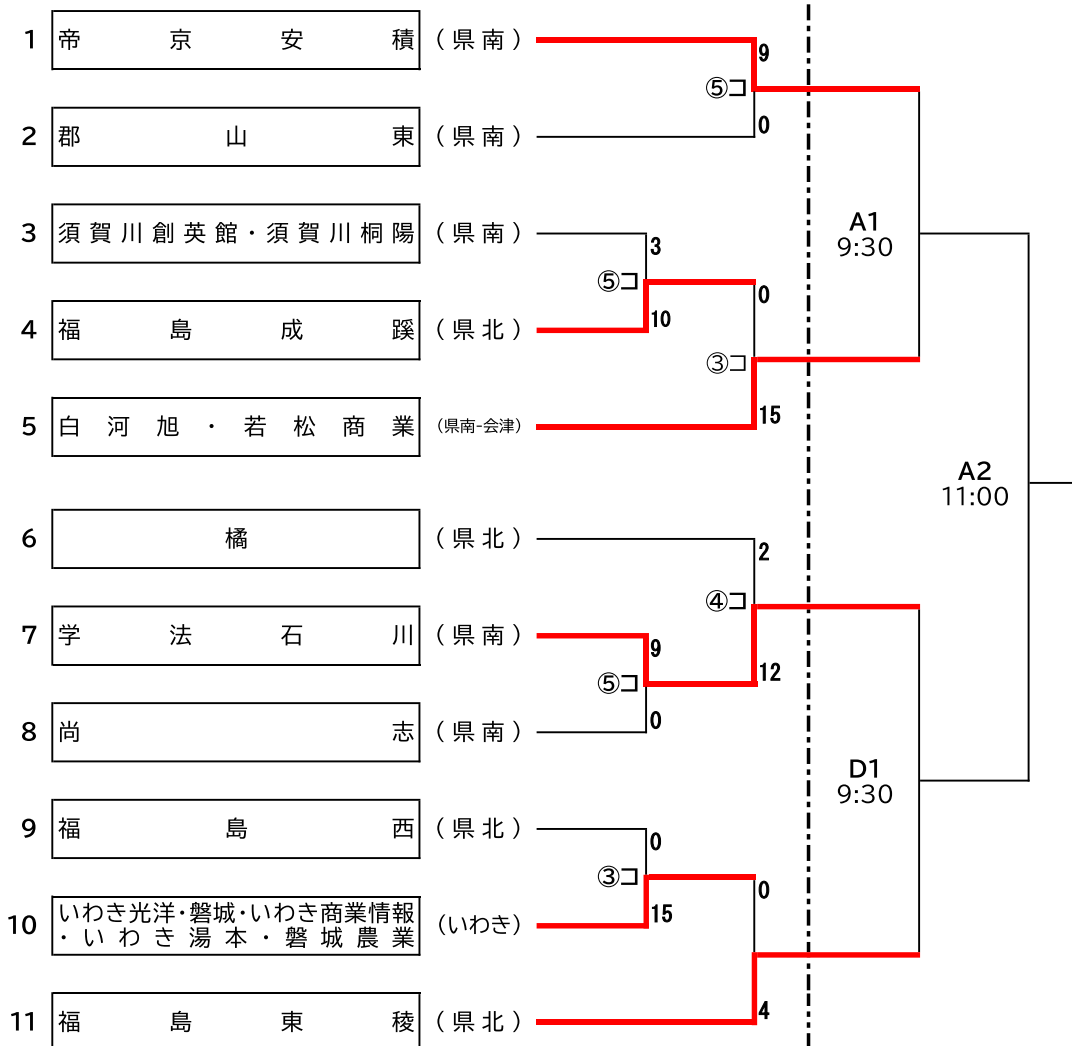 1 帝京安積 (県南)
9
⑤コ
0
2 郡山東 (県南)
3 須賀川創英館・須賀川桐陽 (県南)
3
⑤コ
10
4 福島成蹊 (県北)
0
③コ
15
5 白河旭・若松商業 (県南-会津)
A1
9:30
6 橘 (県北)
2
④コ
12
7 学法石川 (県南)
9
⑤コ
0
8 尚志 (県南)
A2
11:00
9 福島西 (県北)
0
③コ
15
10 いわき光洋・磐城・いわき商業情報
・いわき湯本・磐城農業 (いわき)
0
4
11 福島東稜 (県北)
D1
9:30